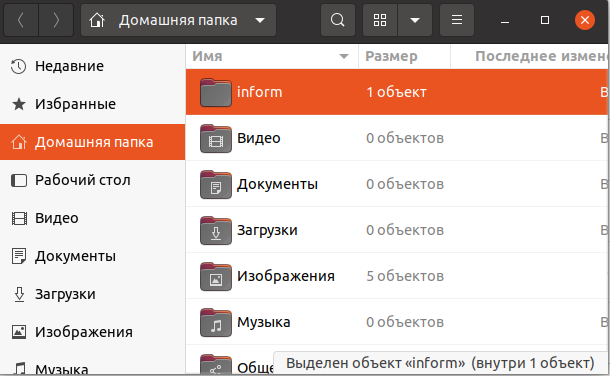 Домашняя папка
Имя Размер Последнее измен
Недавние
Избранные
Домашняя папка
Рабочий стол
Видео
Документы
Загрузки
Изображения
Музыка
inform 1 объект В
Видео 0 объектов В
Документы 0 объектов В
Загрузки 0 объектов В
Изображения 5 объектов В
Музыка 0 объектов В
Обще
Выделен объект «inform» (внутри 1 объект)